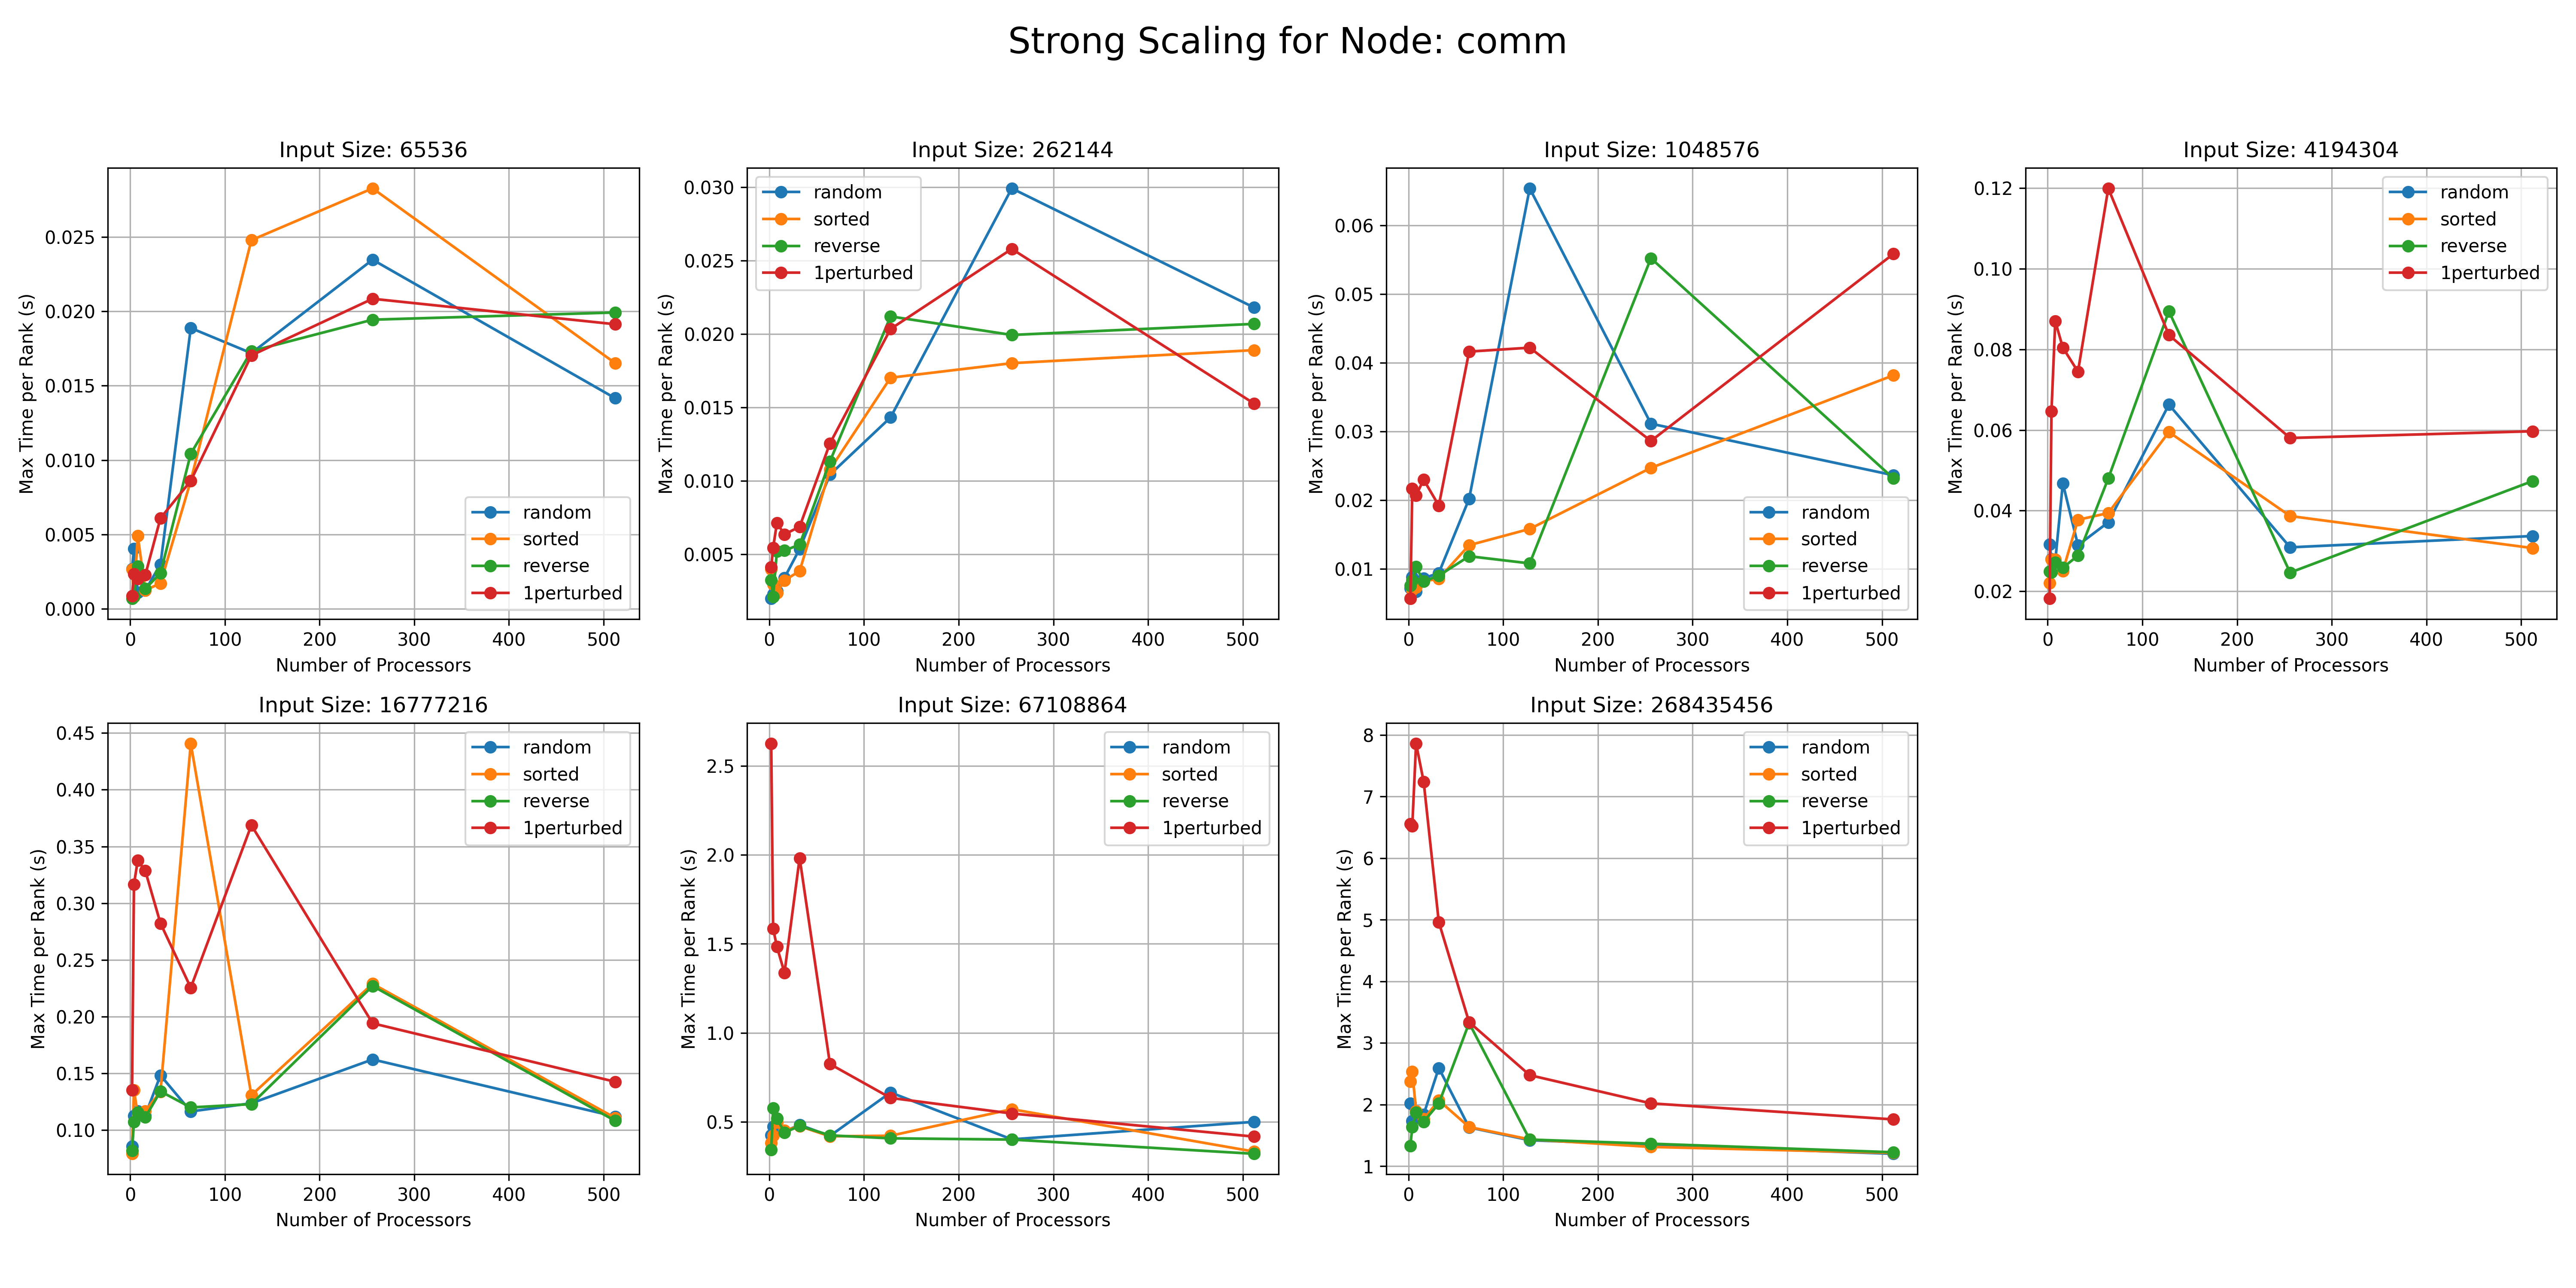 Strong Scaling for Node: comm
Input Size: 65536
Max Time per Rank (s)
0.025
0.020
0.015
0.010
0.005
0.000
random
sorted
reverse
1perturbed
0 100 200 300 400 500
Number of Processors
Input Size: 262144
Max Time per Rank (s)
0.030
0.025
0.020
0.015
0.010
0.005
random
sorted
reverse
1perturbed
0 100 200 300 400 500
Number of Processors
Input Size: 1048576
Max Time per Rank (s)
0.06
0.05
0.04
0.03
0.02
0.01
random
sorted
reverse
1perturbed
0 100 200 300 400 500
Number of Processors
Input Size: 4194304
Max Time per Rank (s)
0.12
0.10
0.08
0.06
0.04
0.02
random
sorted
reverse
1perturbed
0 100 200 300 400 500
Number of Processors
Input Size: 16777216
Max Time per Rank (s)
0.45
0.40
0.35
0.30
0.25
0.20
0.15
0.10
random
sorted
reverse
1perturbed
0 100 200 300 400 500
Number of Processors
Input Size: 67108864
Max Time per Rank (s)
2.5
2.0
1.5
1.0
0.5
random
sorted
reverse
1perturbed
0 100 200 300 400 500
Number of Processors
Input Size: 268435456
Max Time per Rank (s)
8
7
6
5
4
3
2
1
random
sorted
reverse
1perturbed
0 100 200 300 400 500
Number of Processors